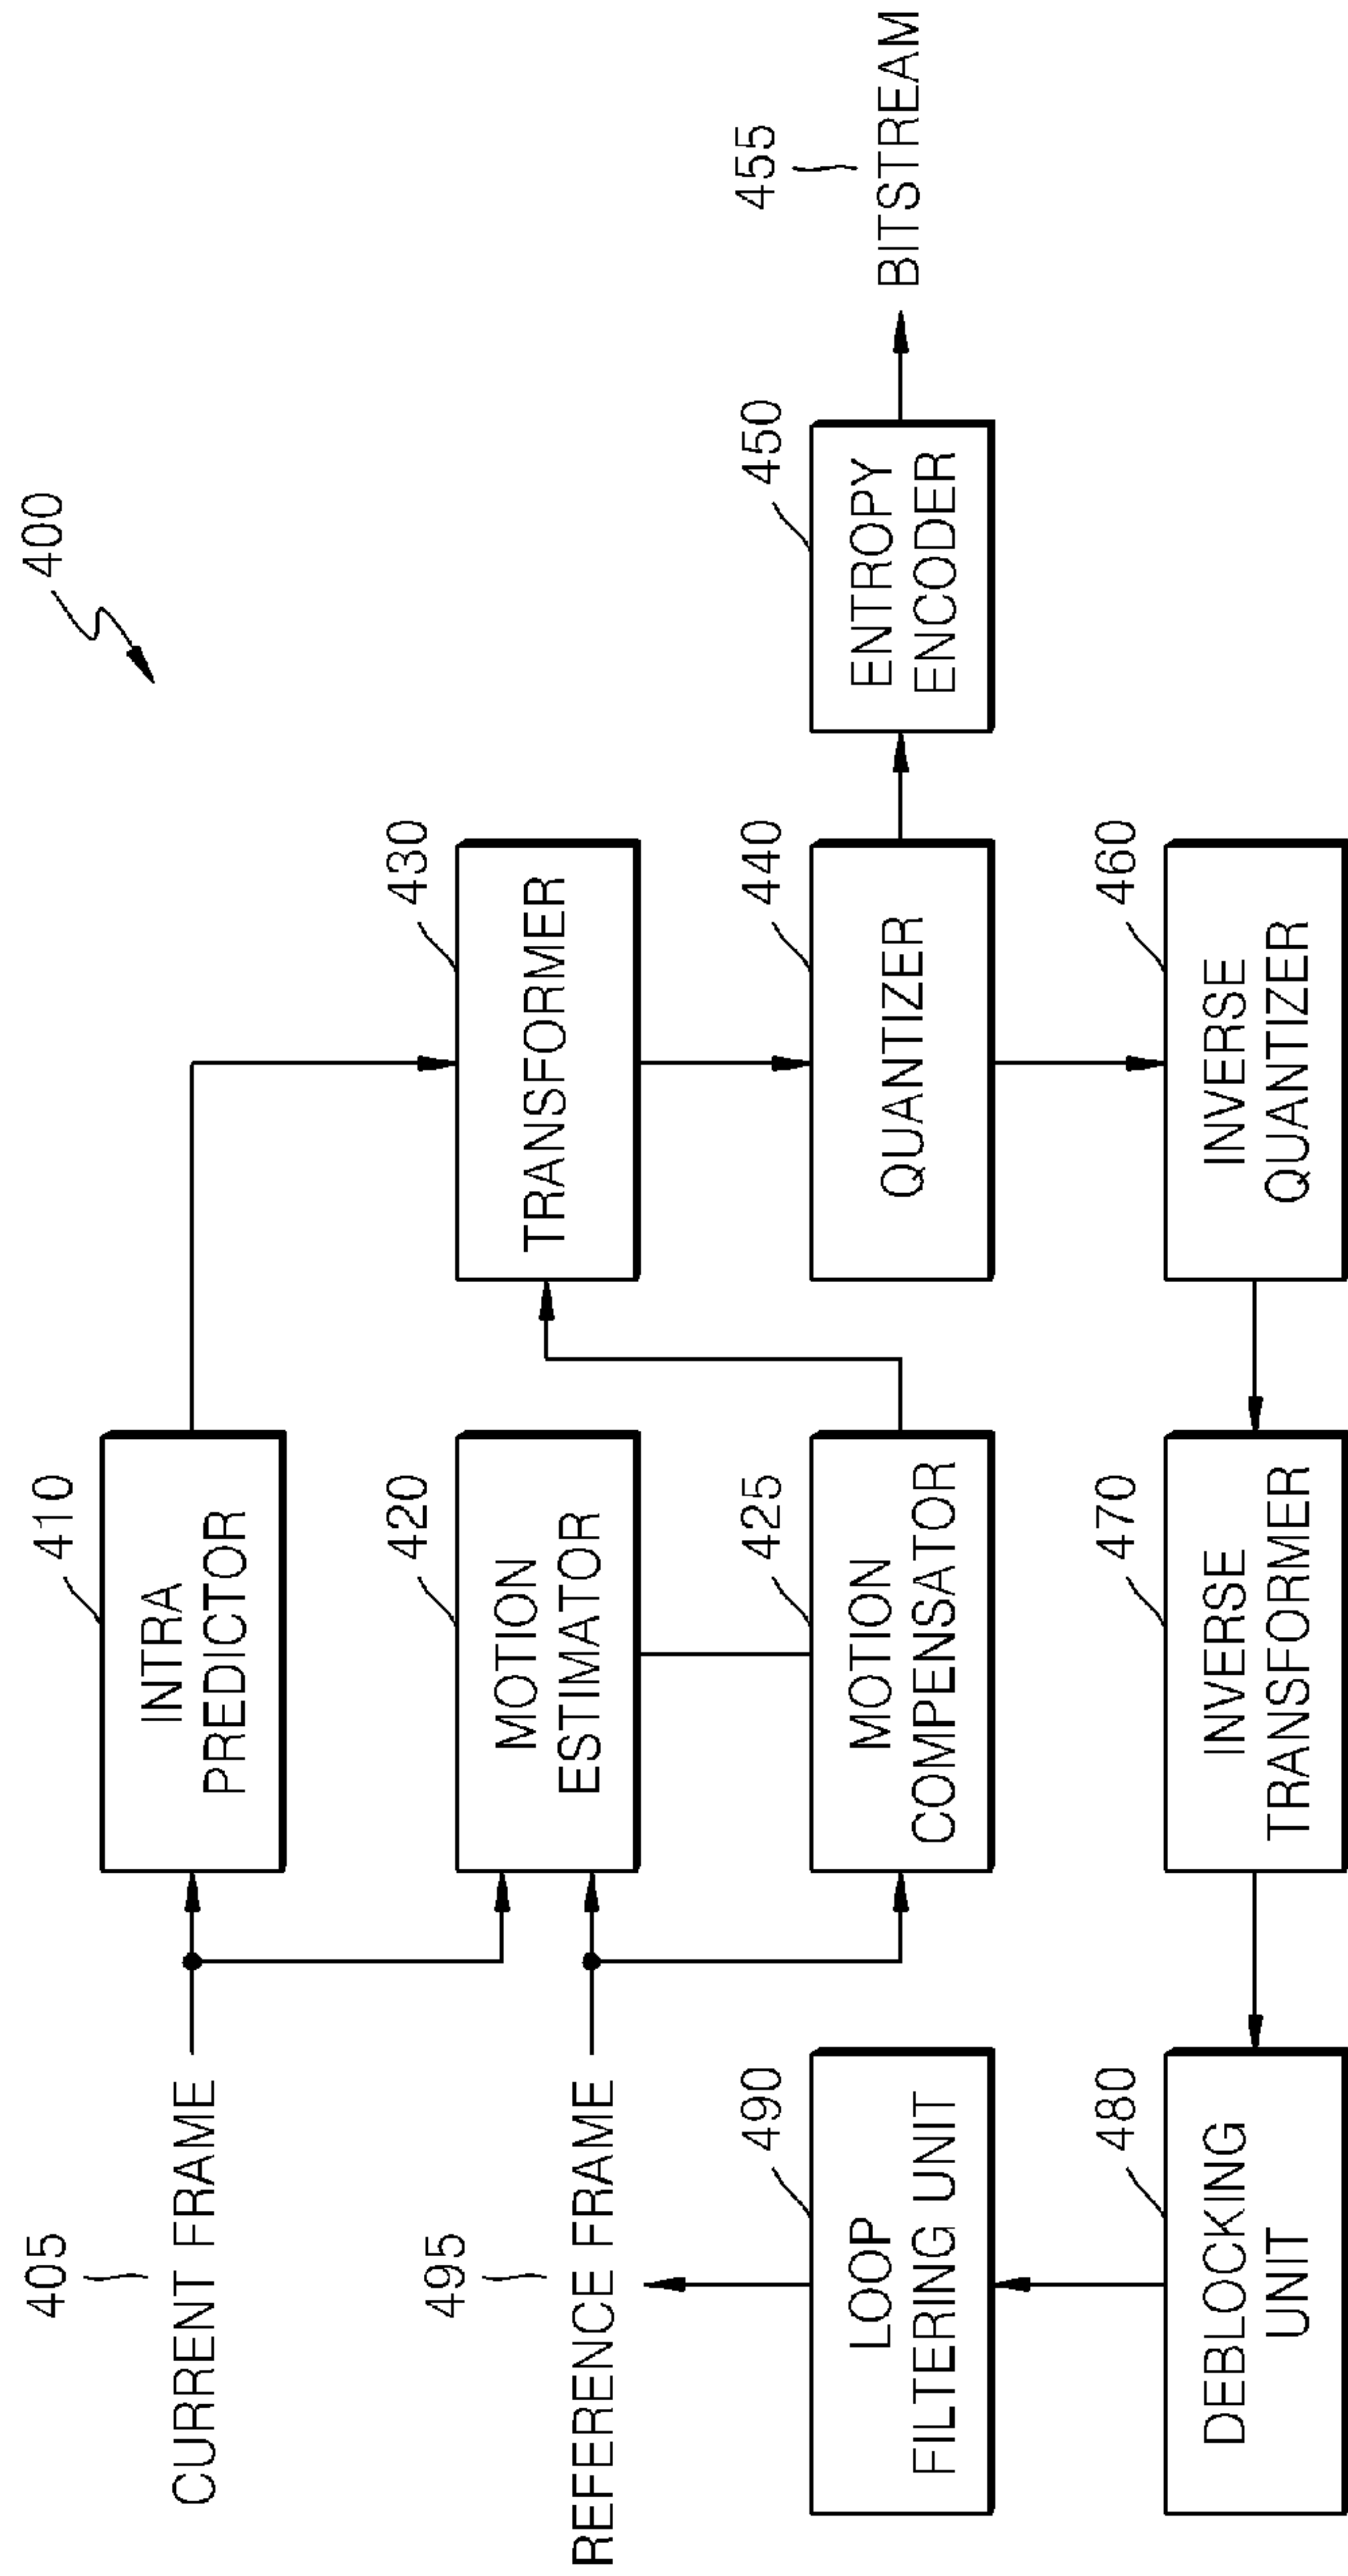 400
405
CURRENT FRAME
410
INTRA
PREDICTOR
495
REFERENCE FRAME
420
MOTION
ESTIMATOR
430
TRANSFORMER
490
LOOP
FILTERING UNIT
425
MOTION
COMPENSATOR
440
QUANTIZER
450
ENTROPY
ENCODER
455
BITSTREAM
480
DEBLOCKING
UNIT
470
INVERSE
TRANSFORMER
460
INVERSE
QUANTIZER